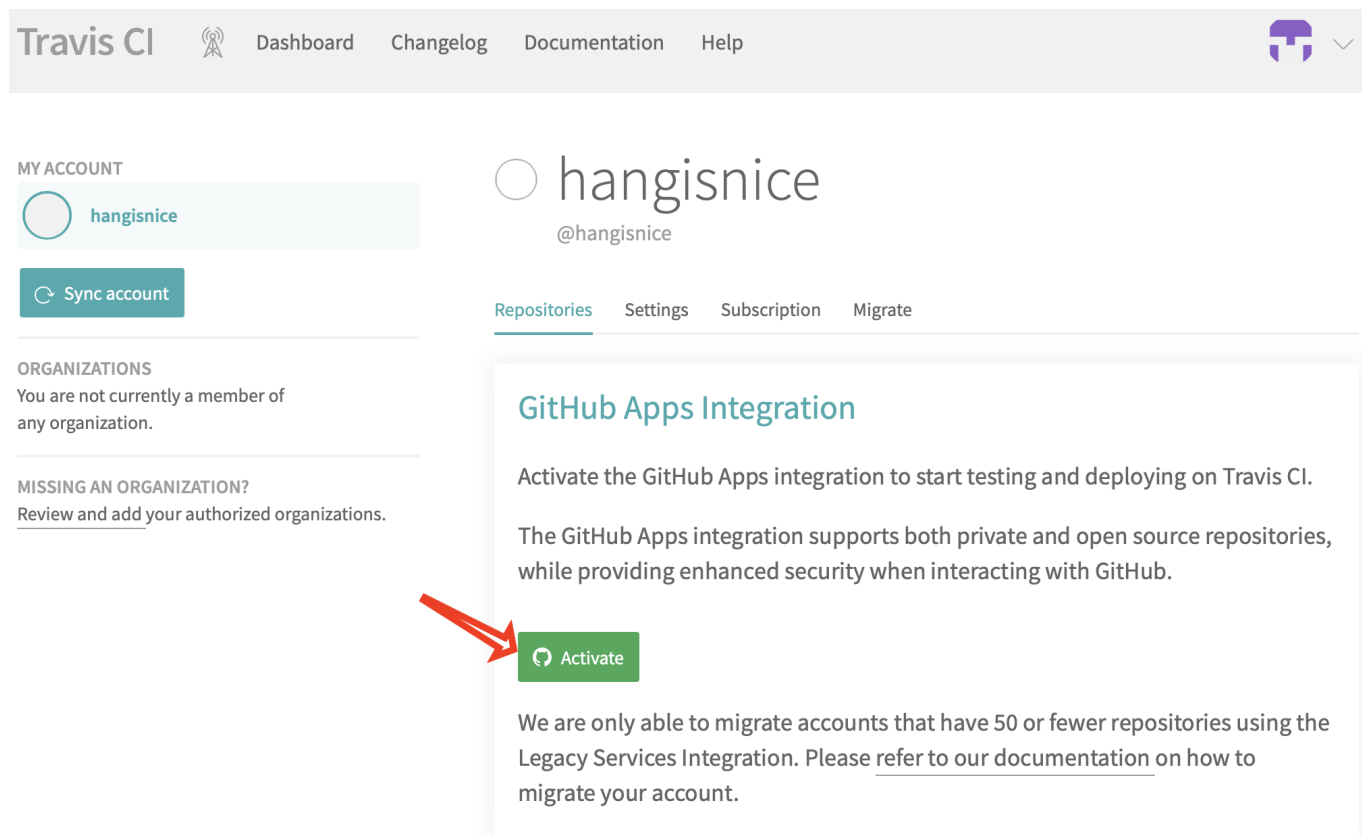 Travis CI
Dashboard
Changelog
Documentation
Help
MY ACCOUNT
hangisnice
Sync account
ORGANIZATIONS
You are not currently a member of
any organization.
MISSING AN ORGANIZATION?
Review and add your authorized organizations.
hangisnice
@hangisnice
Repositories
Settings
Subscription
Migrate
GitHub Apps Integration
Activate the GitHub Apps integration to start testing and deploying on Travis CI.
The GitHub Apps integration supports both private and open source repositories,
while providing enhanced security when interacting with GitHub.
Activate
We are only able to migrate accounts that have 50 or fewer repositories using the
Legacy Services Integration. Please refer to our documentation on how to
migrate your account.